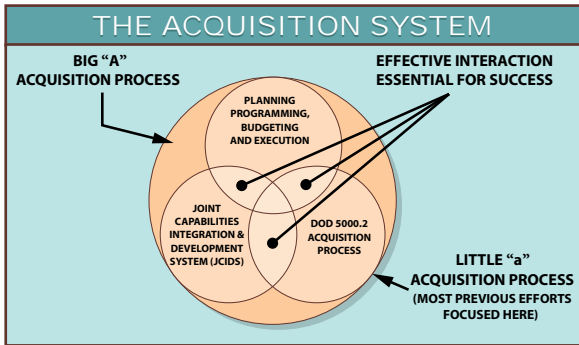 THE ACQUISITION SYSTEM
BIG “A”
ACQUISITION PROCESS
EFFECTIVE INTERACTION
ESSENTIAL FOR SUCCESS
PLANNING
PROGRAMMING,
BUDGETING
AND EXECUTION
JOINT
CAPABILITIES
INTEGRATION &
DEVELOPMENT
SYSTEM (JCIDS)
DOD 5000.2
ACQUISITION
PROCESS
LITTLE “a”
ACQUISITION PROCESS
(MOST PREVIOUS EFFORTS
FOCUSED HERE)